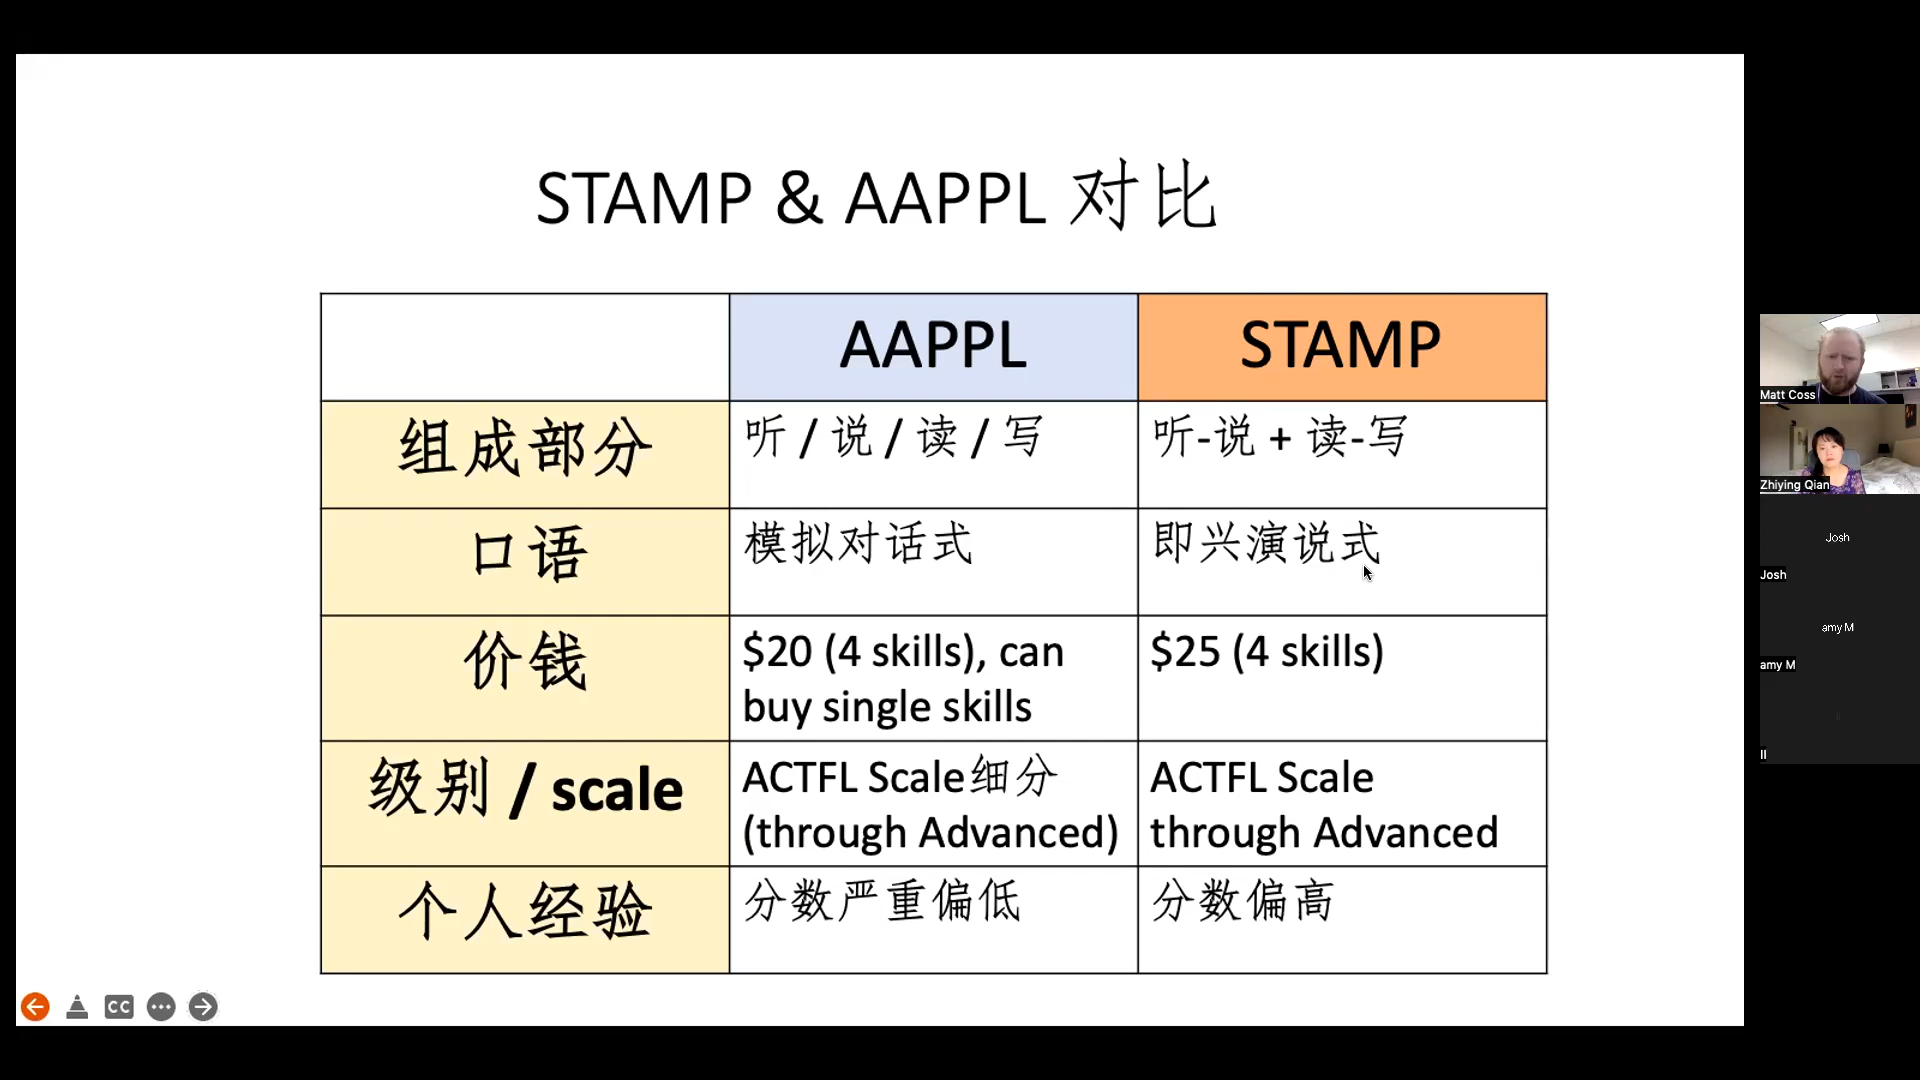 STAMP & AAPPL 对比
AAPPL
STAMP
组成部分
听 / 说 / 读 / 写
听-说 + 读-写
口语
模拟对话式
即兴演说式
价钱
$20 (4 skills), can
buy single skills
$25 (4 skills)
级别 / scale
ACTFL Scale细分
(through Advanced)
ACTFL Scale
through Advanced
个人经验
分数严重偏低
分数偏高
CC
Matt Coss
Zhiying Qian
Josh
Josh
amy M
amy M